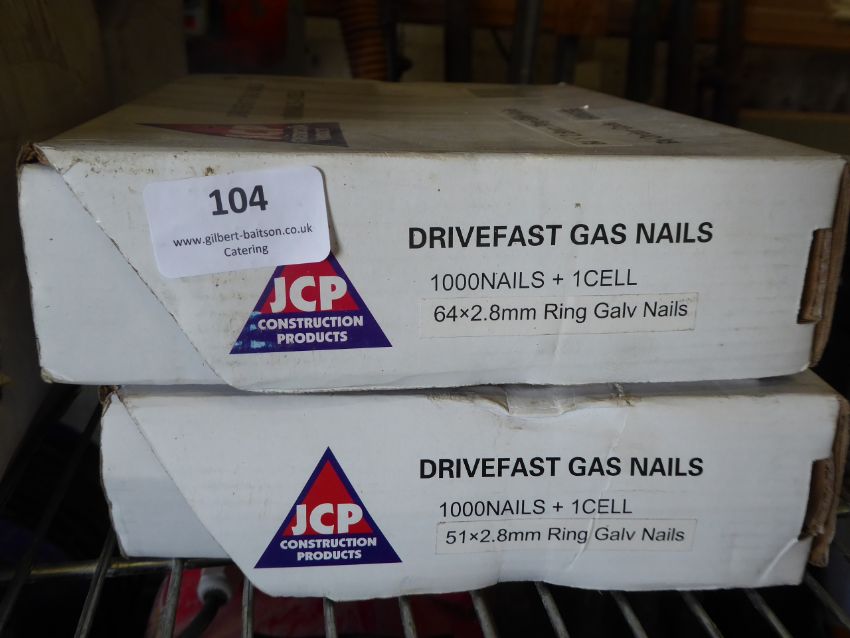 104
www.gilbert-baitson.co.uk
Catering
DRIVEFAST GAS NAILS
1000NAILS + 1CELL
64×2.8mm Ring Galv Nails
JCP
CONSTRUCTION
PRODUCTS
DRIVEFAST GAS NAILS
1000NAILS + 1CELL
51×2.8mm Ring Galv Nails
JCP
CONSTRUCTION
PRODUCTS